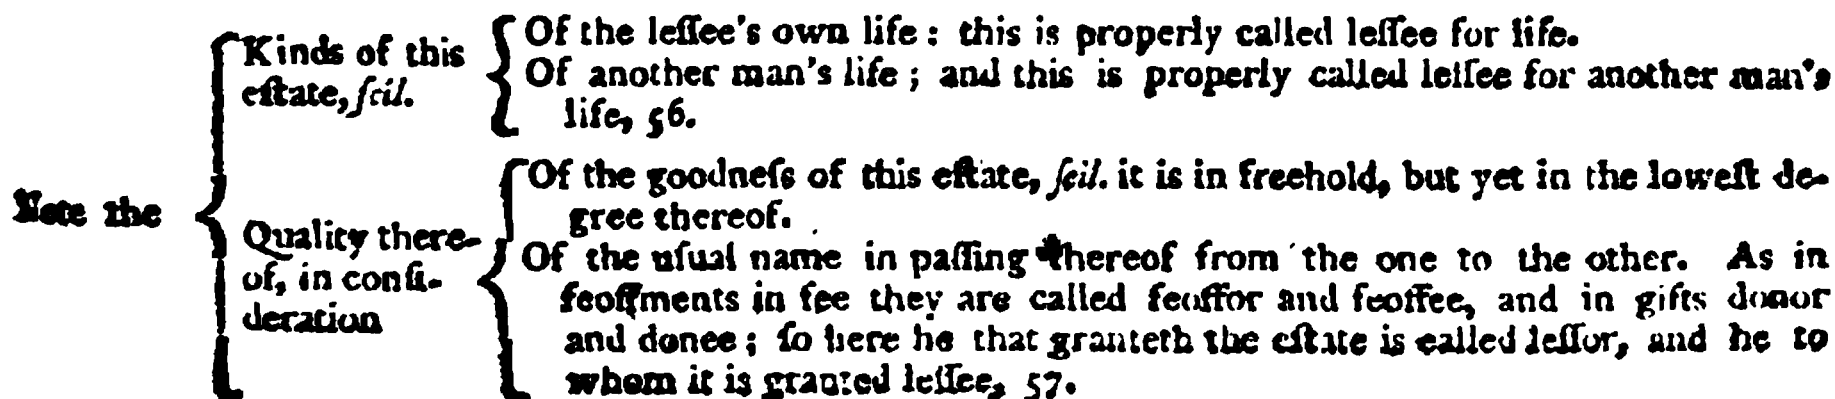 Note the
Kinds of this
eſtate, ſcil.
Of the leſſee's own life : this is properly called leſſee for life.
Of another man's life ; and this is properly called leſſee for another man's
life, 56.
Quality there-
of, in conſi-
deration
Of the goodneſs of this eſtate, ſcil. it is in freehold, but yet in the loweſt de-
gree thereof.
Of the uſual name in paſſing thereof from the one to the other. As in
feoffments in fee they are called feoffor and feoffee, and in gifts donor
and donee ; ſo here he that granteth the eſtate is called leſſor, and he to
whom it is granted leſſee, 57.